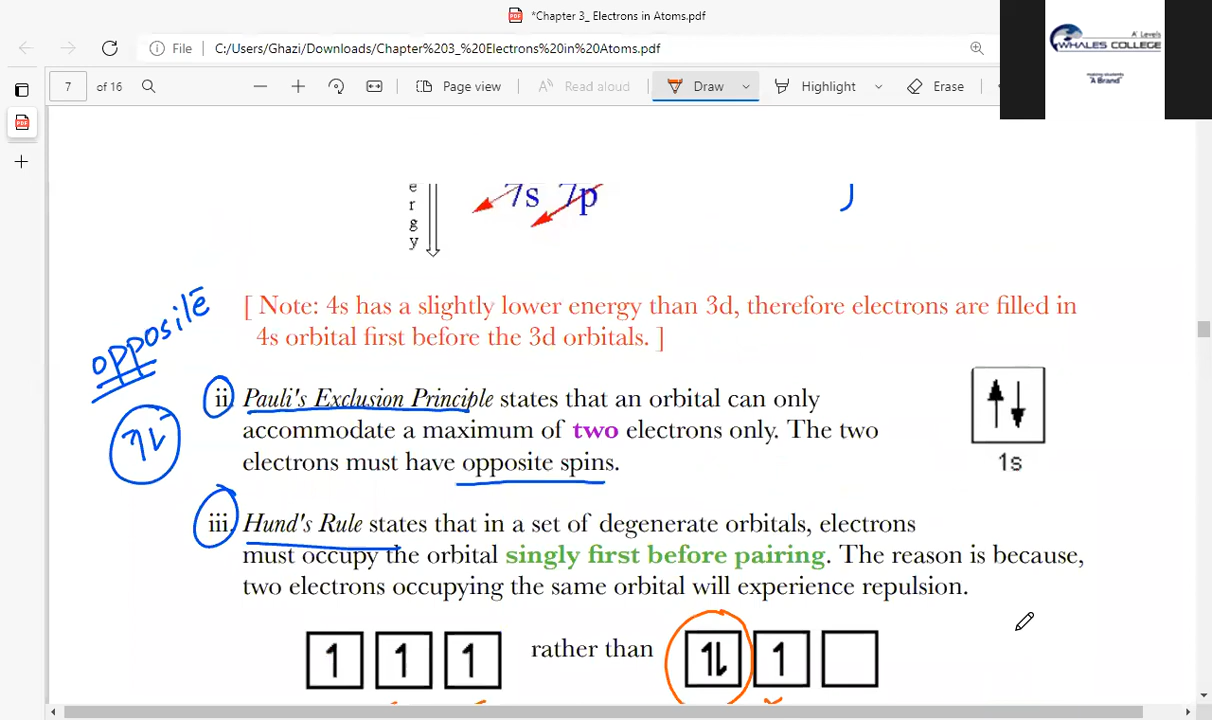 *Chapter 3_ Electrons in Atoms.pdf
File C:/Users/Ghazi/Downloads/Chapter%203_%20Electrons%20in%20Atoms.pdf
A' Levels
WHALES COLLEGE
making students
"A Brand"
7 of 16 Page view Read aloud Draw Highlight Erase
e
r
g
y
7s 7p
opposite
[ Note: 4s has a slightly lower energy than 3d, therefore electrons are filled in
4s orbital first before the 3d orbitals. ]
ii. Pauli's Exclusion Principle states that an orbital can only
accommodate a maximum of two electrons only. The two
electrons must have opposite spins.
1s
iii. Hund's Rule states that in a set of degenerate orbitals, electrons
must occupy the orbital singly first before pairing. The reason is because,
two electrons occupying the same orbital will experience repulsion.
rather than